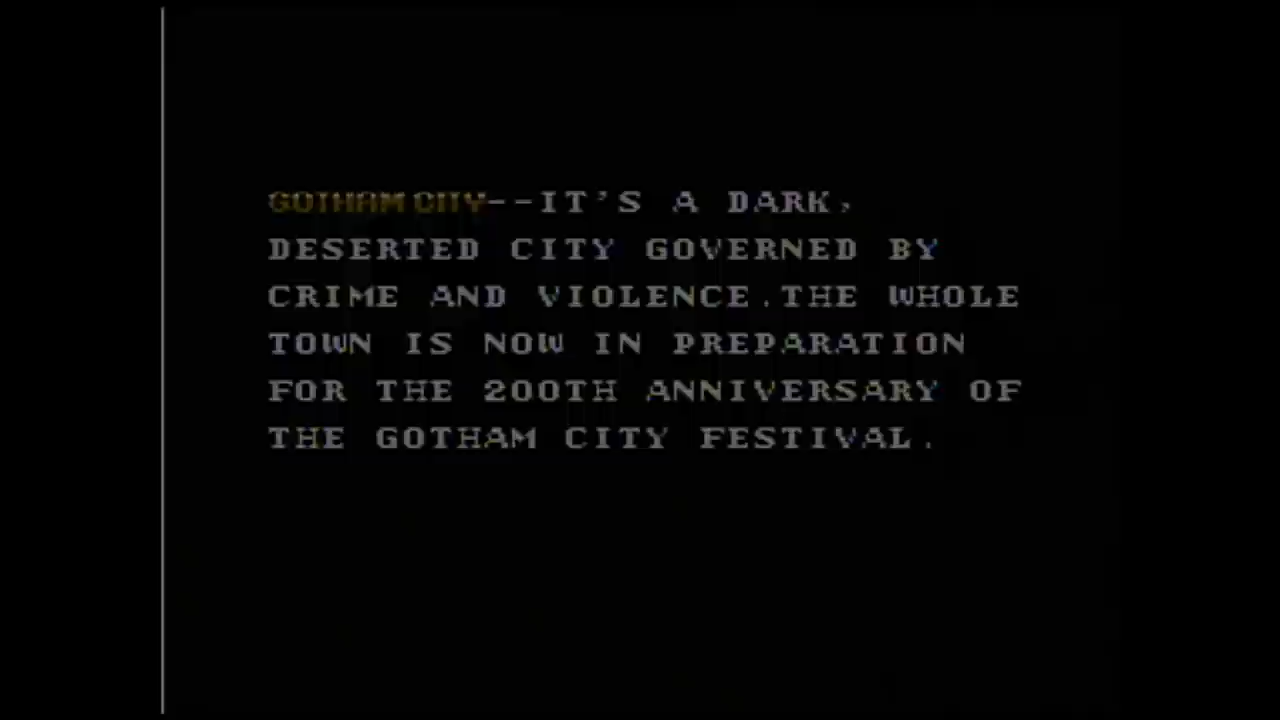 GOTHAM CITY--IT'S A DARK,
DESERTED CITY GOVERNED BY
CRIME AND VIOLENCE.THE WHOLE
TOWN IS NOW IN PREPARATION
FOR THE 200TH ANNIVERSARY OF
THE GOTHAM CITY FESTIVAL.